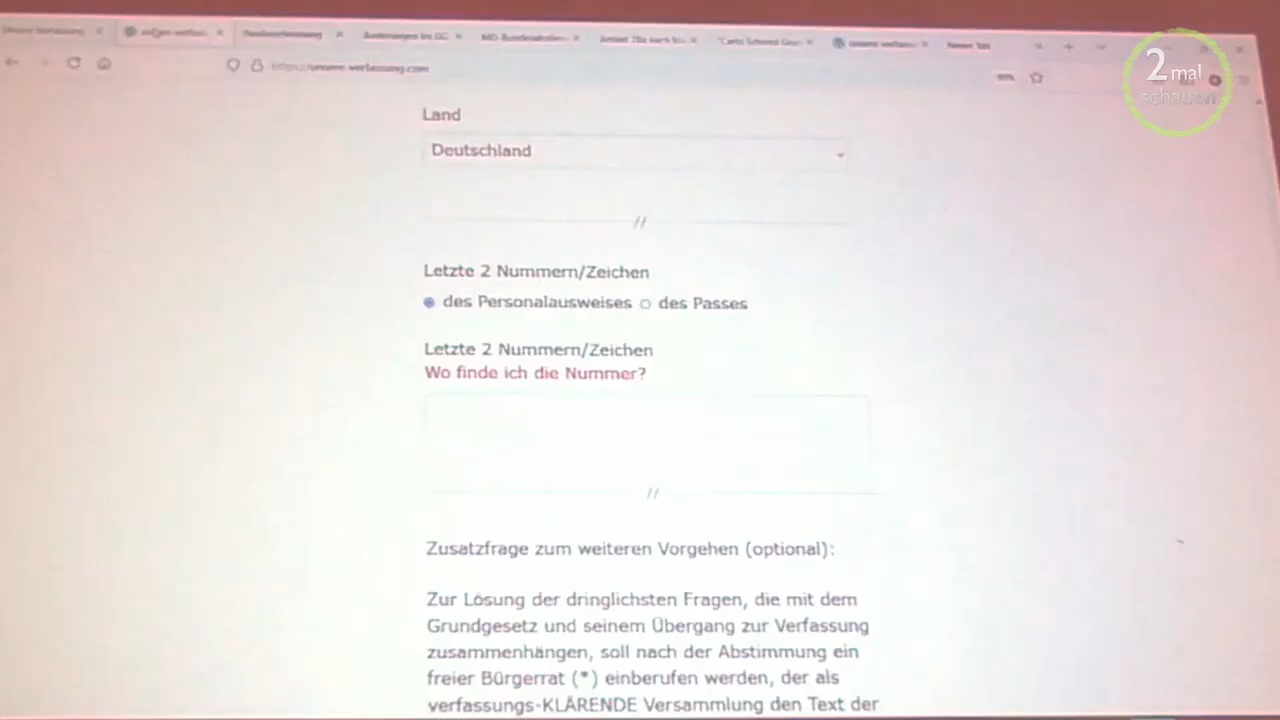 2 mal
schauen
Land
Deutschland
//
Letzte 2 Nummern/Zeichen
des Personalausweises des Passes
Letzte 2 Nummern/Zeichen
Wo finde ich die Nummer?
//
Zusatzfrage zum weiteren Vorgehen (optional):
Zur Lösung der dringlichsten Fragen, die mit dem
Grundgesetz und seinem Übergang zur Verfassung
zusammenhängen, soll nach der Abstimmung ein
freier Bürgerrat (*) einberufen werden, der als
verfassungs-KLÄRENDE Versammlung den Text der